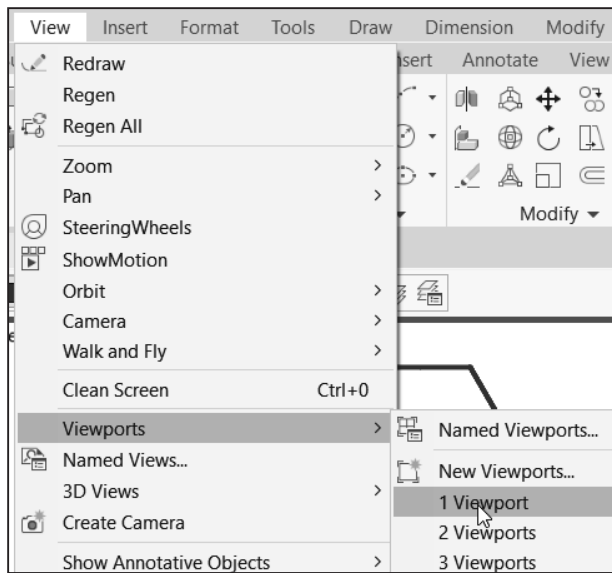 View Insert Format Tools Draw Dimension Modify
Annotate View
Redraw
Regen
Regen All
Zoom
Pan
SteeringWheels
Modify
ShowMotion
Orbit
Camera
Walk and Fly
Clean Screen Ctrl+0
Viewports
Named Viewports...
Named Views...
New Viewports...
3D Views
1 Viewport
Create Camera
2 Viewports
Show Annotative Objects
3 Viewports